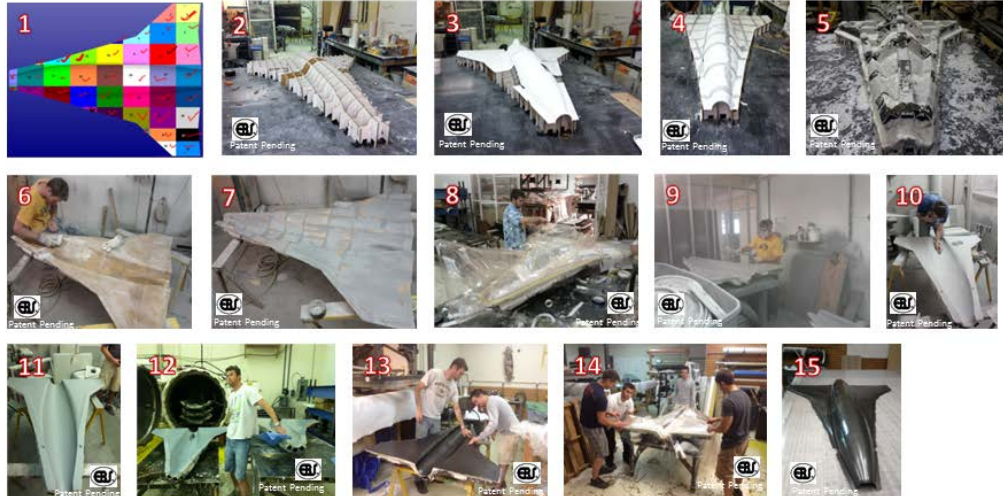 1
2
3
4
5
Patent Pending
Patent Pending
Patent Pending
Patent Pending
6
7
8
9
10
Patent Pending
Patent Pending
Patent Pending
Patent Pending
Patent Pending
11
12
13
14
15
Patent Pending
Patent Pending
Patent Pending
Patent Pending
Patent Pending